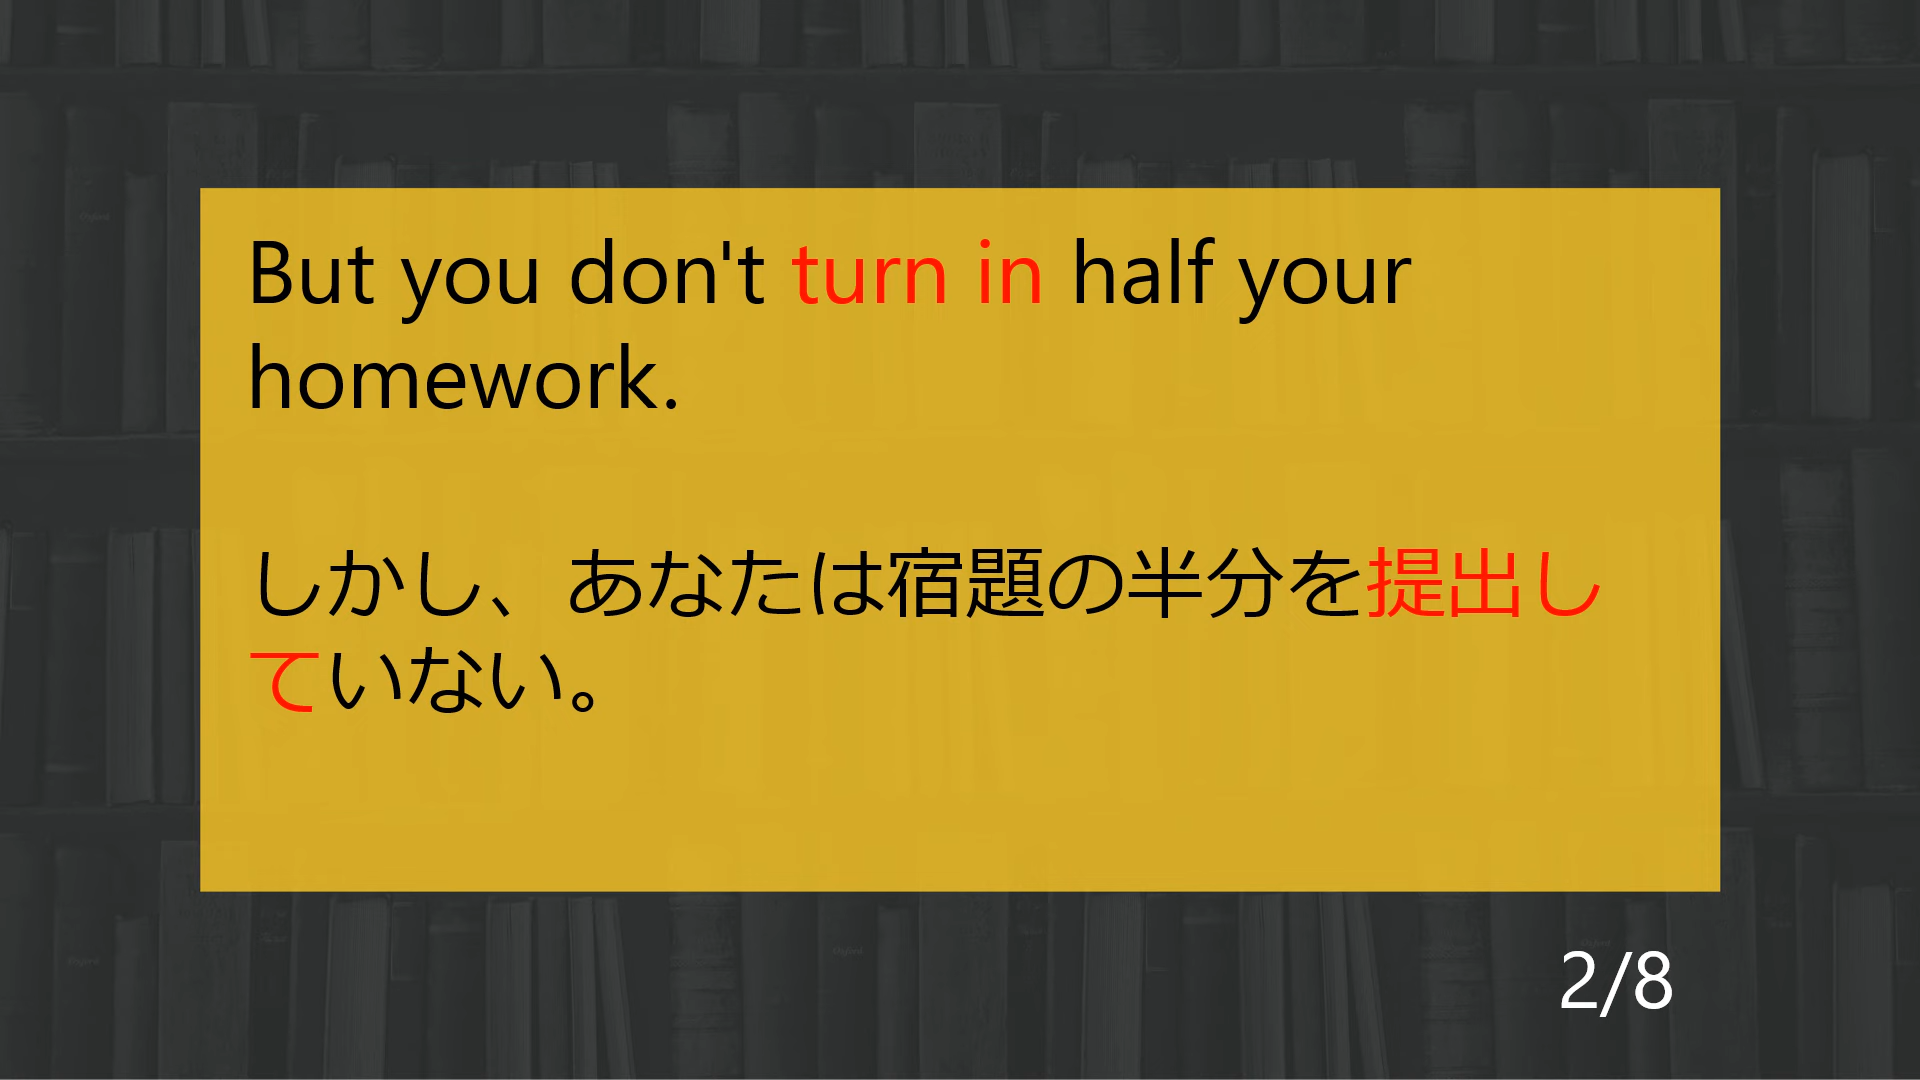 But you don't turn in half your
homework.
しかし、あなたは宿題の半分を提出し
ていない。
2/8